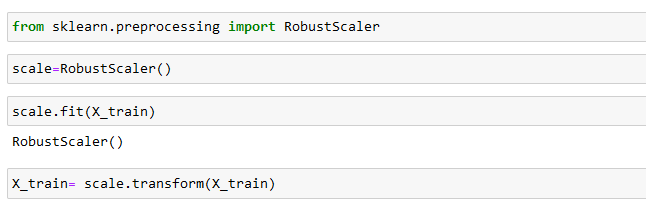 from sklearn.preprocessing import RobustScaler
scale=RobustScaler()
scale.fit(X_train)
RobustScaler()
X_train= scale.transform(X_train)